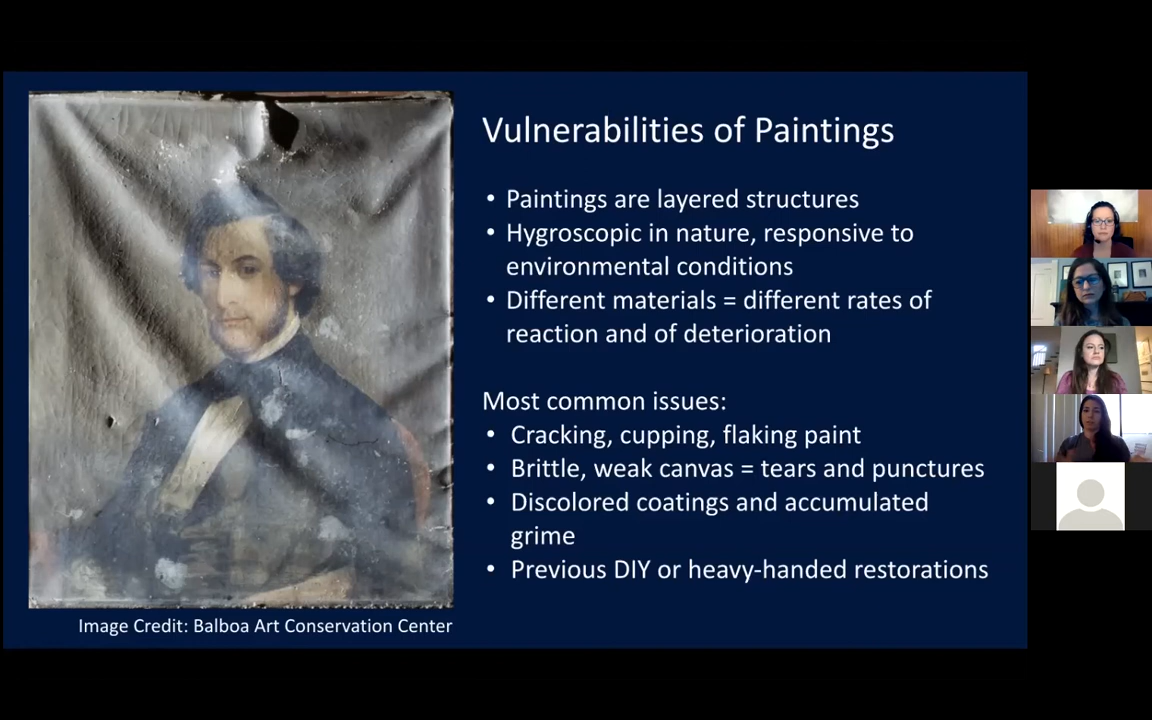 Vulnerabilities of Paintings
• Paintings are layered structures
• Hygroscopic in nature, responsive to
environmental conditions
• Different materials = different rates of
reaction and of deterioration
Most common issues:
• Cracking, cupping, flaking paint
• Brittle, weak canvas = tears and punctures
• Discolored coatings and accumulated
grime
• Previous DIY or heavy-handed restorations
Image Credit: Balboa Art Conservation Center